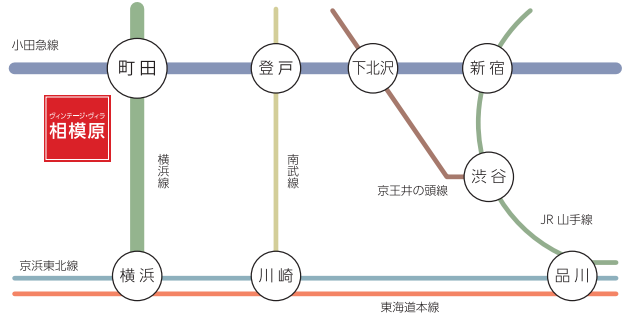 小田急線
町田
登戸
下北沢
新宿
ヴィンテージ・ヴィラ
相模原
横浜線
南武線
渋谷
京王井の頭線
JR 山手線
京浜東北線
横浜
川崎
品川
東海道本線